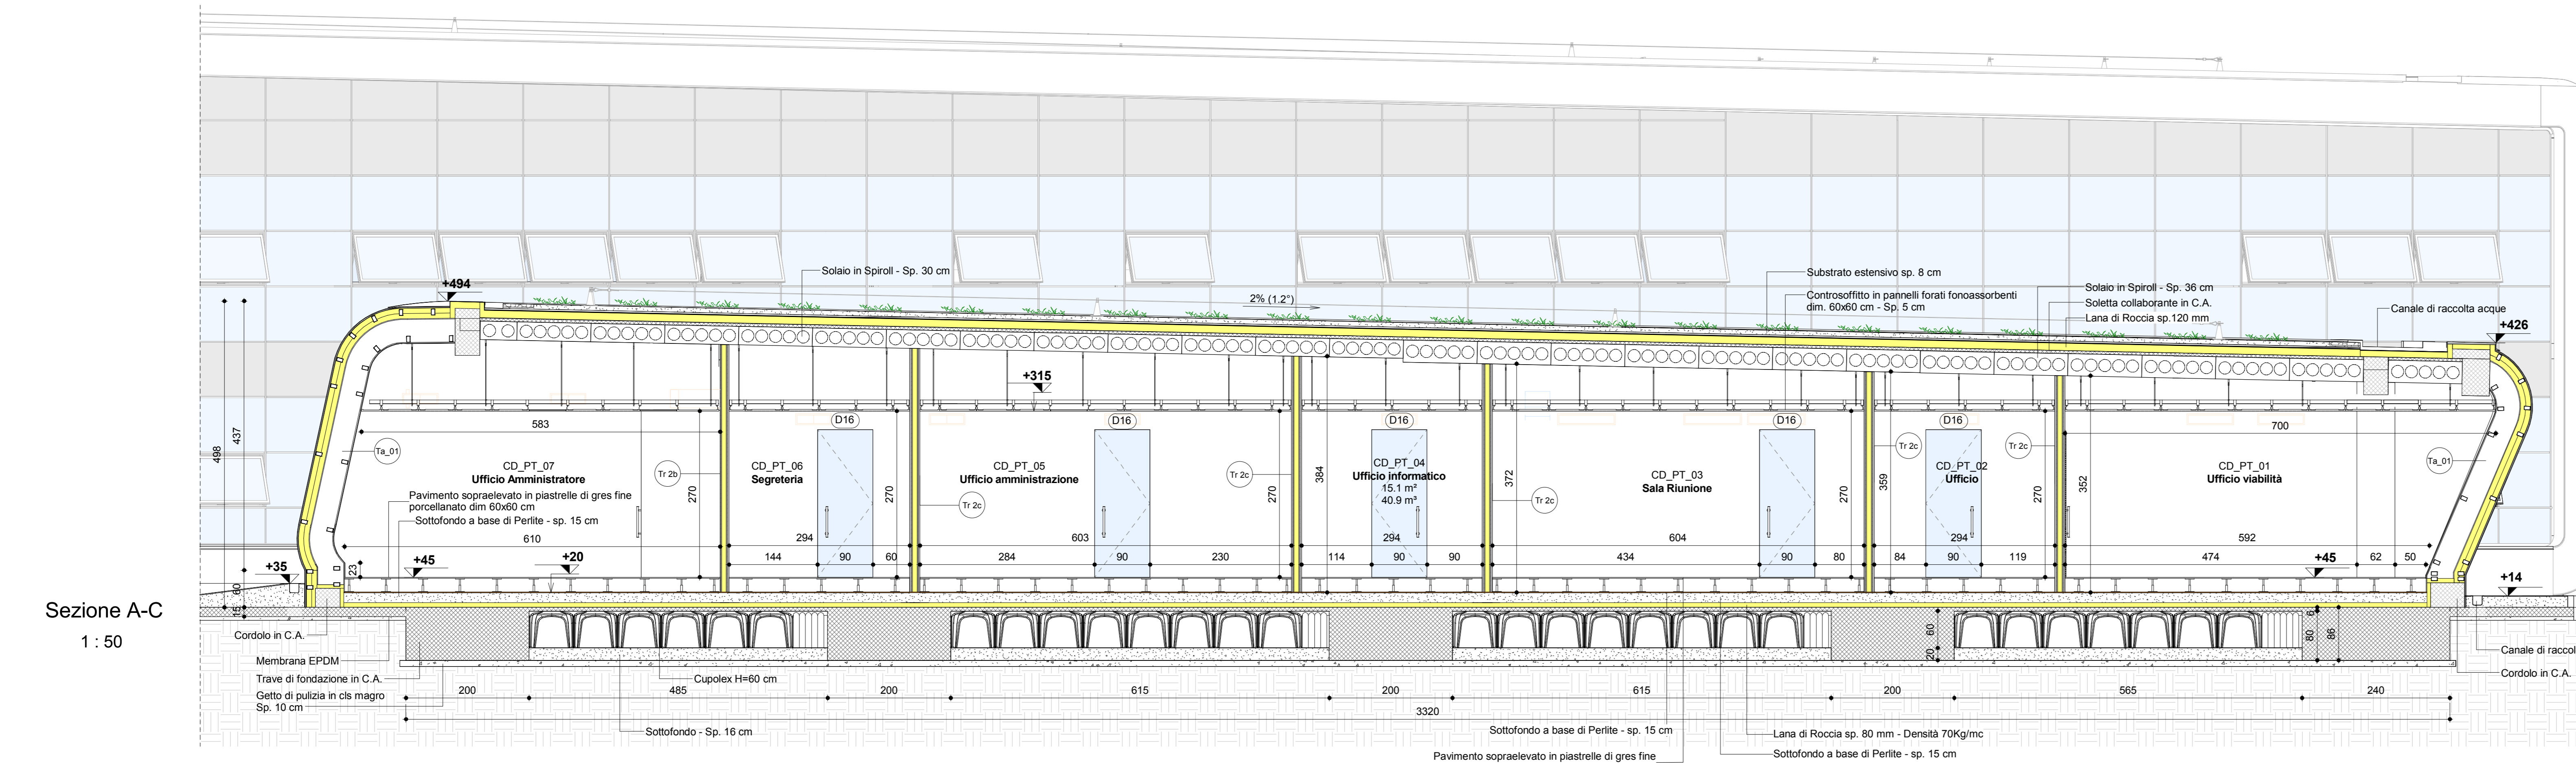 Solaio in Spiroll - Sp. 30 cm
+494
2% (1.2°)
Substrato estensivo sp. 8 cm
Controsoffitto in pannelli forati fonoassorbenti
dim. 60x60 cm - Sp. 5 cm
Solaio in Spiroll - Sp. 36 cm
Soletta collaborante in C.A.
Lana di Roccia sp.120 mm
Canale di raccolta acque
+426
+315
498
437
583
700
D16
D16
D16
D16
D16
Ta_01
Tr 2b
Tr 2c
Tr 2c
Tr 2c
Tr 2c
Tr 2c
Ta_01
CD_PT_07
Ufficio Amministratore
CD_PT_06
Segreteria
CD_PT_05
Ufficio amministrazione
CD_PT_04
Ufficio informatico
15.1 m²
40.9 m³
CD_PT_03
Sala Riunione
CD_PT_02
Ufficio
CD_PT_01
Ufficio viabilità
Pavimento sopraelevato in piastrelle di gres fine
porcellanato dim 60x60 cm
Sottofondo a base di Perlite - sp. 15 cm
270
270
270
384
372
270
359
270
352
610
294
603
294
604
294
592
144
90
60
284
90
230
114
90
90
434
90
80
84
90
119
474
62
50
+35
23
+45
+20
+45
+14
60
15
Sezione A-C
1 : 50
Cordolo in C.A.
Membrana EPDM
Trave di fondazione in C.A.
Getto di pulizia in cls magro
Sp. 10 cm
Cupolex H=60 cm
60
20
6
80
86
Canale di raccol
Cordolo in C.A.
200
485
200
615
200
615
200
565
240
3320
Sottofondo - Sp. 16 cm
Sottofondo a base di Perlite - sp. 15 cm
Lana di Roccia sp. 80 mm - Densità 70Kg/mc
Pavimento sopraelevato in piastrelle di gres fine
Sottofondo a base di Perlite - sp. 15 cm